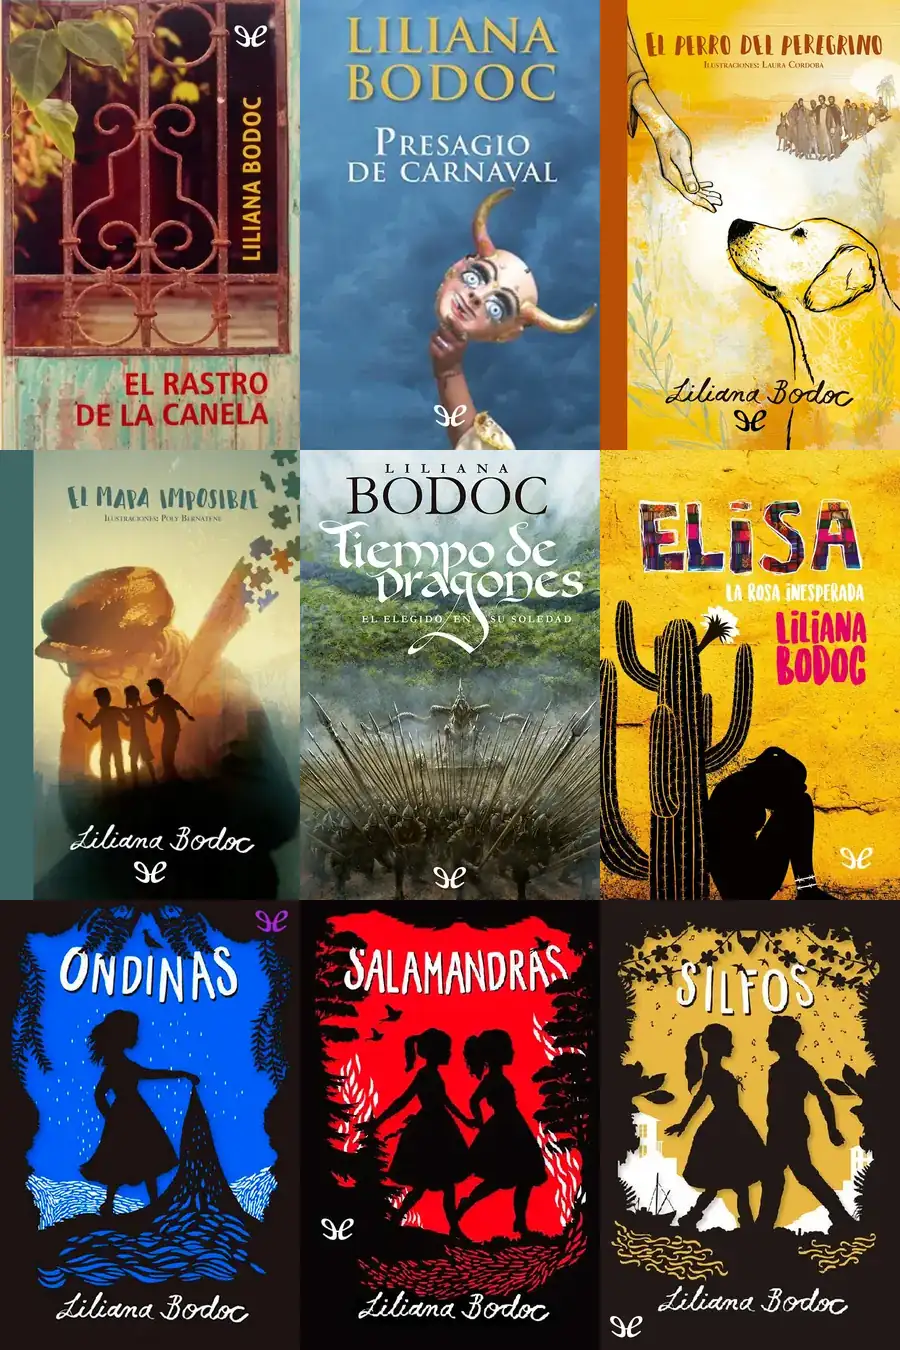 LILIANA BODOC
EL RASTRO
DE LA CANELA
LILIANA
BODOC
PRESAGIO
DE CARNAVAL
EL PERRO DEL PEREGRINO
ILUSTRACIONES: LAURA CORDOBA
Liliana Bodoc
EL MAPA IMPOSIBLE
ILUSTRACIONES: POLY BERNATENE
Liliana Bodoc
LILIANA
BODOC
Tiempo de
Dragones
EL ELEGIDO EN SU SOLEDAD
ELISA
LA ROSA INESPERADA
LILIANA
BODOC
ONDINAS
Liliana Bodoc
SALAMANDRAS
Liliana Bodoc
SILFOS
Liliana Bodoc